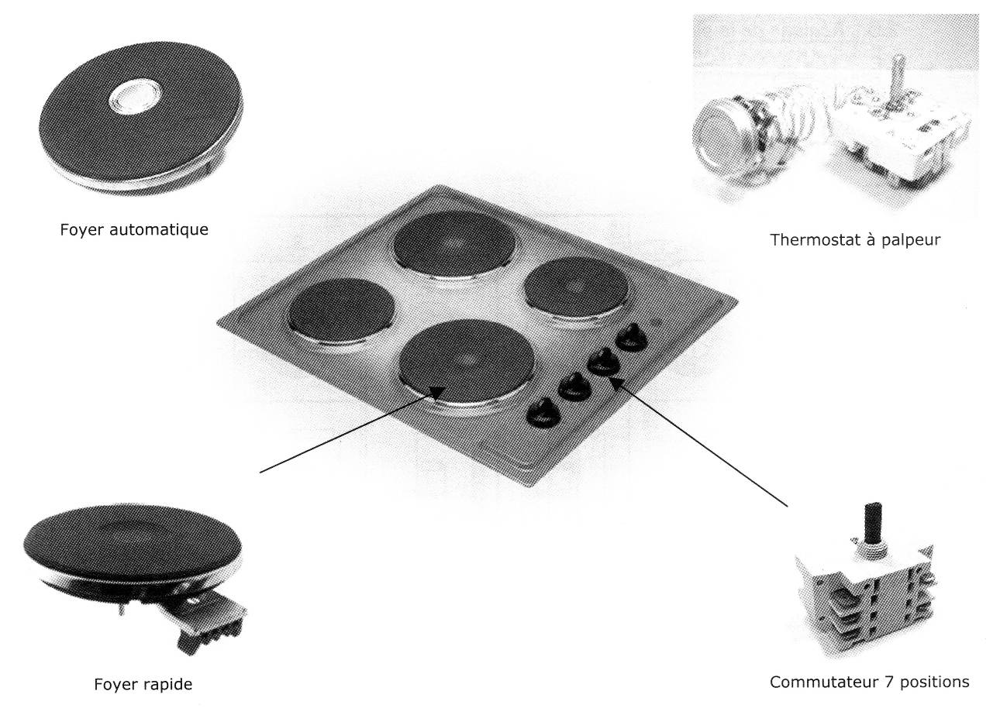 Foyer automatique
Thermostat à palpeur
Foyer rapide
Commutateur 7 positions